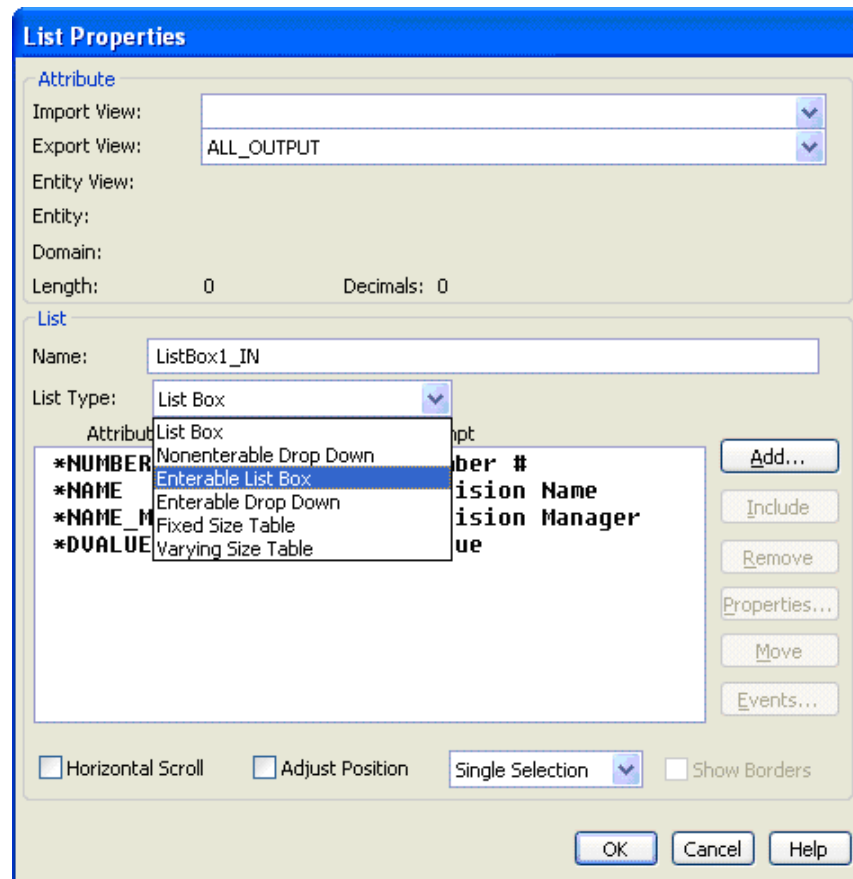 List Properties
Attribute
Import View:
Export View: ALL_OUTPUT
Entity View:
Entity:
Domain:
Length: 0 Decimals: 0
List
Name: ListBox1_IN
List Type: List Box
List Box
Nonenterable Drop Down
Enterable List Box
Enterable Drop Down
Fixed Size Table
Varying Size Table
*NUMBER #
*NAME ision Name
*NAME_M ision Manager
*DVALUE ue
Add...
Include
Remove
Properties...
Move
Events...
Horizontal Scroll Adjust Position Single Selection Show Borders
OK Cancel Help